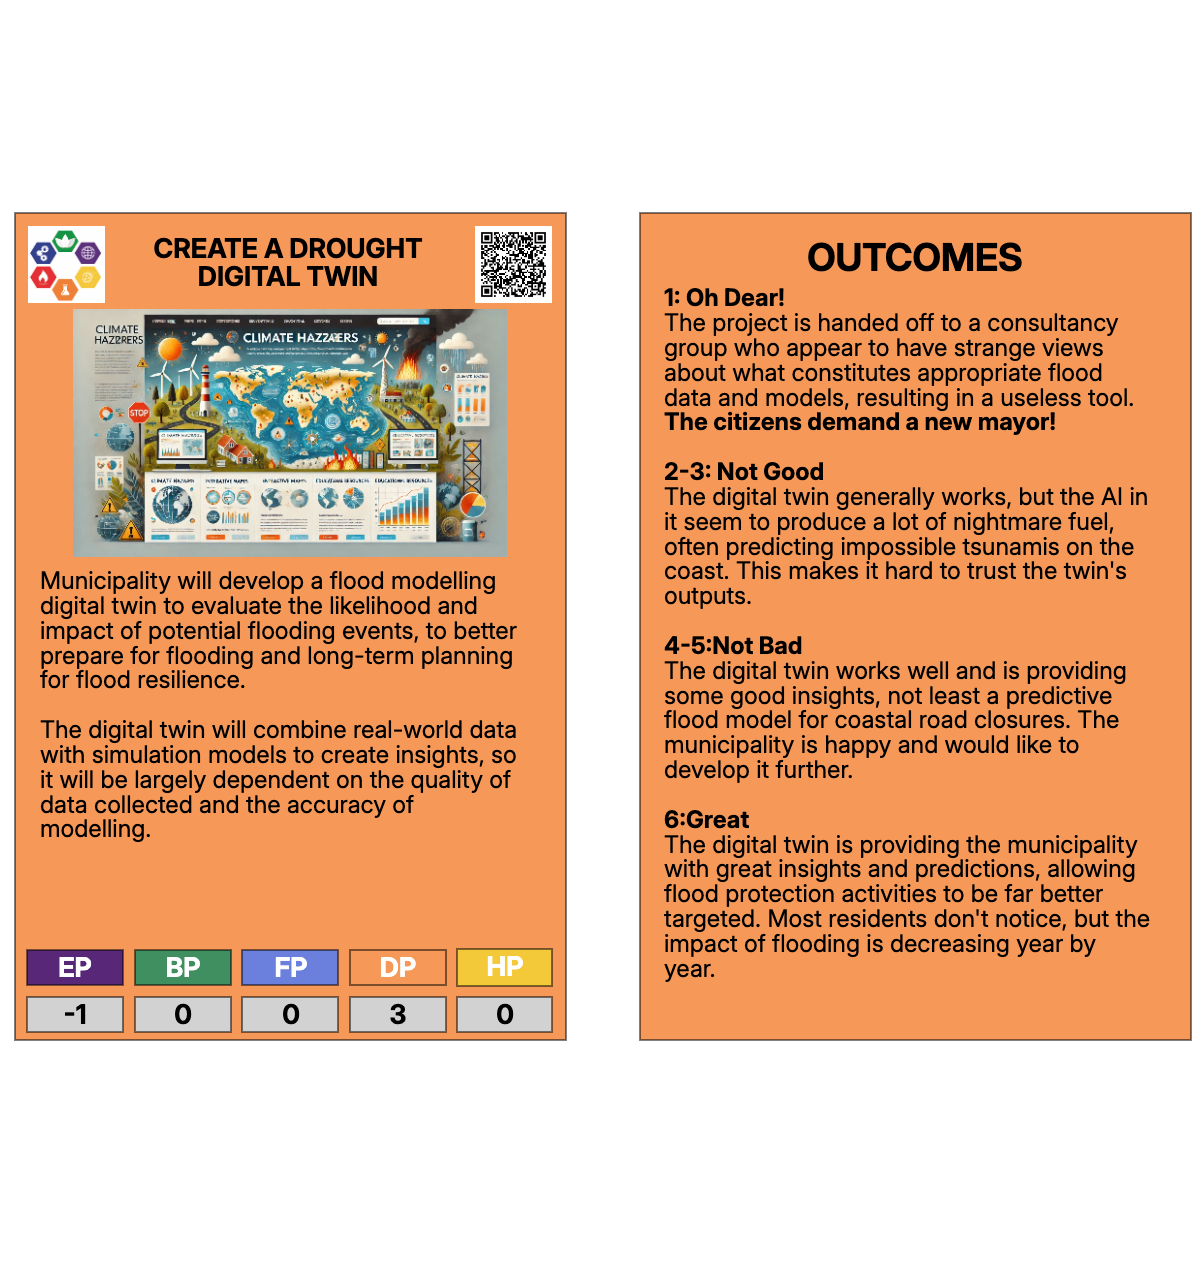 CREATE A DROUGHT
DIGITAL TWIN
CLIMATE
HAZƧRERS
CLIMATE HAZƧARERS
STOP
Municipality will develop a flood modelling
digital twin to evaluate the likelihood and
impact of potential flooding events, to better
prepare for flooding and long-term planning
for flood resilience.
The digital twin will combine real-world data
with simulation models to create insights, so
it will be largely dependent on the quality of
data collected and the accuracy of
modelling.
EP BP FP DP HP
-1 0 0 3 0
OUTCOMES
1: Oh Dear!
The project is handed off to a consultancy
group who appear to have strange views
about what constitutes appropriate flood
data and models, resulting in a useless tool.
The citizens demand a new mayor!
2-3: Not Good
The digital twin generally works, but the AI in
it seem to produce a lot of nightmare fuel,
often predicting impossible tsunamis on the
coast. This makes it hard to trust the twin's
outputs.
4-5:Not Bad
The digital twin works well and is providing
some good insights, not least a predictive
flood model for coastal road closures. The
municipality is happy and would like to
develop it further.
6:Great
The digital twin is providing the municipality
with great insights and predictions, allowing
flood protection activities to be far better
targeted. Most residents don't notice, but the
impact of flooding is decreasing year by
year.